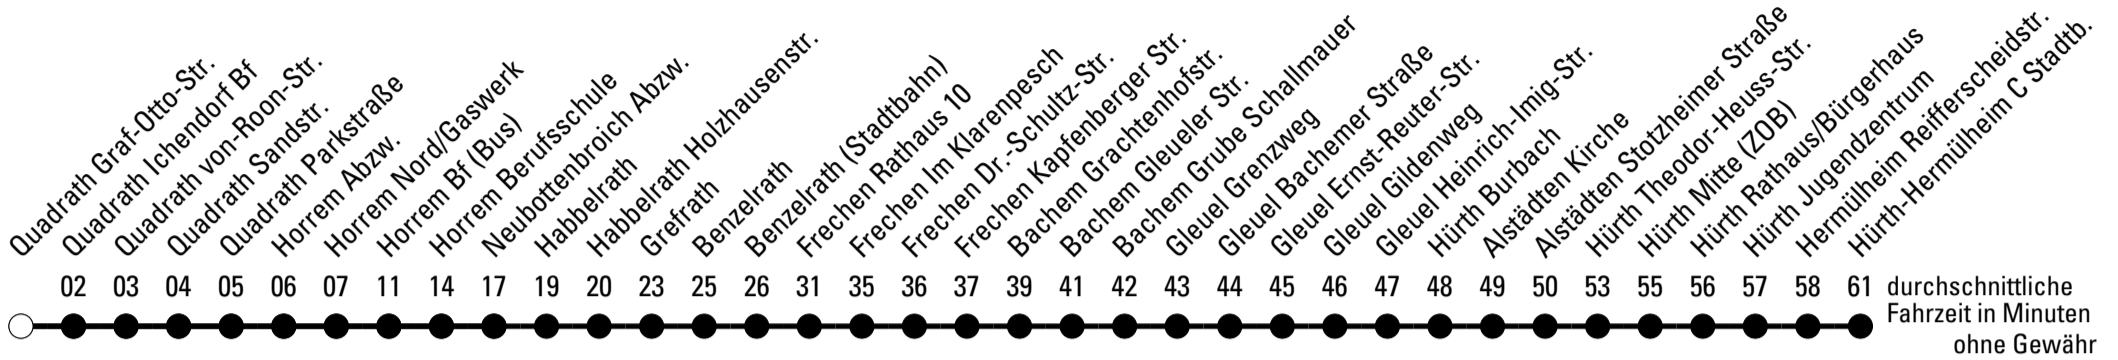 Quadrath Graf-Otto-Str.
Quadrath Ichendorf Bf
Quadrath von-Roon-Str.
Quadrath Sandstr.
Quadrath Parkstraße
Horrem Abzw.
Horrem Nord/Gaswerk
Horrem Bf (Bus)
Horrem Berufsschule
Neubottenbroich Abzw.
Habbelrath
Habbelrath Holzhausenstr.
Grefrath
Benzelrath
Benzelrath (Stadtbahn)
Frechen Rathaus 10
Frechen Im Klarenpesch
Frechen Dr.-Schultz-Str.
Frechen Kapfenberger Str.
Bachem Grachtenhofstr.
Bachem Gleueler Str.
Bachem Grube Schallmauer
Gleuel Grenzweg
Gleuel Bachemer Straße
Gleuel Ernst-Reuter-Str.
Gleuel Gildenweg
Gleuel Heinrich-Imig-Str.
Hürth Burbach
Alstädten Kirche
Alstädten Stotzheimer Straße
Hürth Theodor-Heuss-Str.
Hürth Mitte (ZOB)
Hürth Rathaus/Bürgerhaus
Hürth Jugendzentrum
Hermülheim Reifferscheidstr.
Hürth-Hermülheim C Stadtb.
02 03 04 05 06 07 11 14 17 19 20 23 25 26 31 35 36 37 39 41 42 43 44 45 46 47 48 49 50 53 55 56 57 58 61 durchschnittliche
Fahrzeit in Minuten
ohne Gewähr